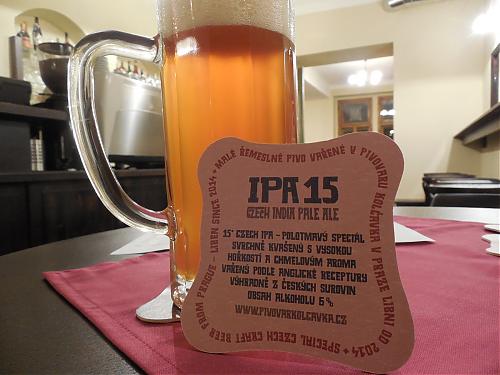 MALÉ ŘEMESLNÉ PIVO VAŘENÉ V PIVOVARU KOLČAVKA V PRAZE LIBNI OD 2014 •
SPECIAL CZECH CRAFT BEER FROM PRAGUE - LIBEN SINCE 2014 •
IPA 15
CZECH INDIA PALE ALE
15° CZECH IPA - POLOTMAVÝ SPECIÁL
SVRCHNĚ KVAŠENÝ S VYSOKOU
HOŘKOSTÍ A CHMELOVÝM AROMA
VAŘENÝ PODLE ANGLICKÉ RECEPTURY
VÝHRADNĚ Z ČESKÝCH SUROVIN
OBSAH ALKOHOLU 6 %
WWW.PIVOVARKOLCAVKA.CZ